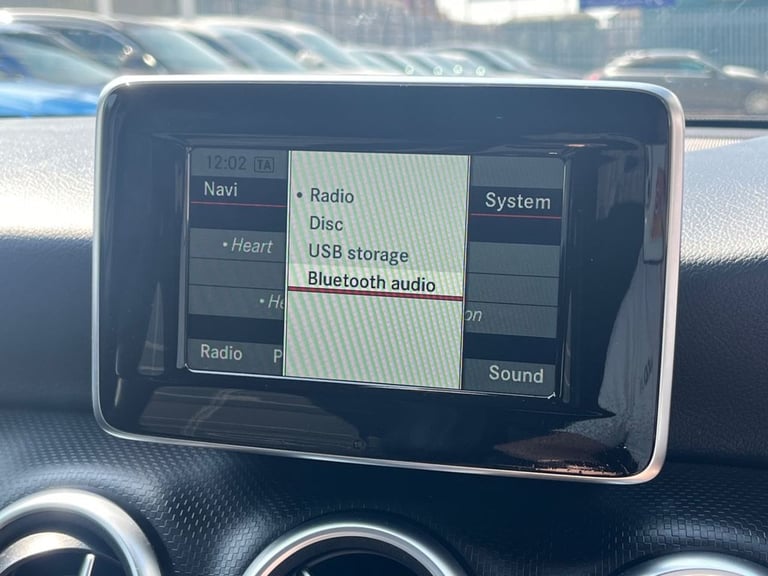 12:02 TA
Navi
System
• Radio
Disc
USB storage
Bluetooth audio
• Heart
Radio
Sound